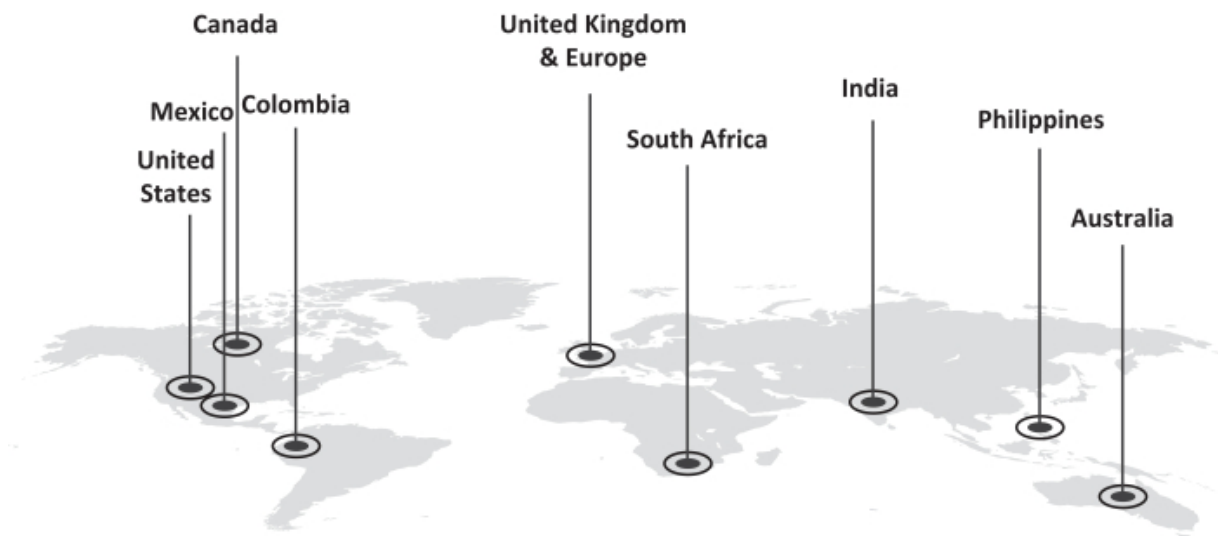 Canada
United Kingdom
& Europe
India
Mexico
Colombia
Philippines
South Africa
United
States
Australia